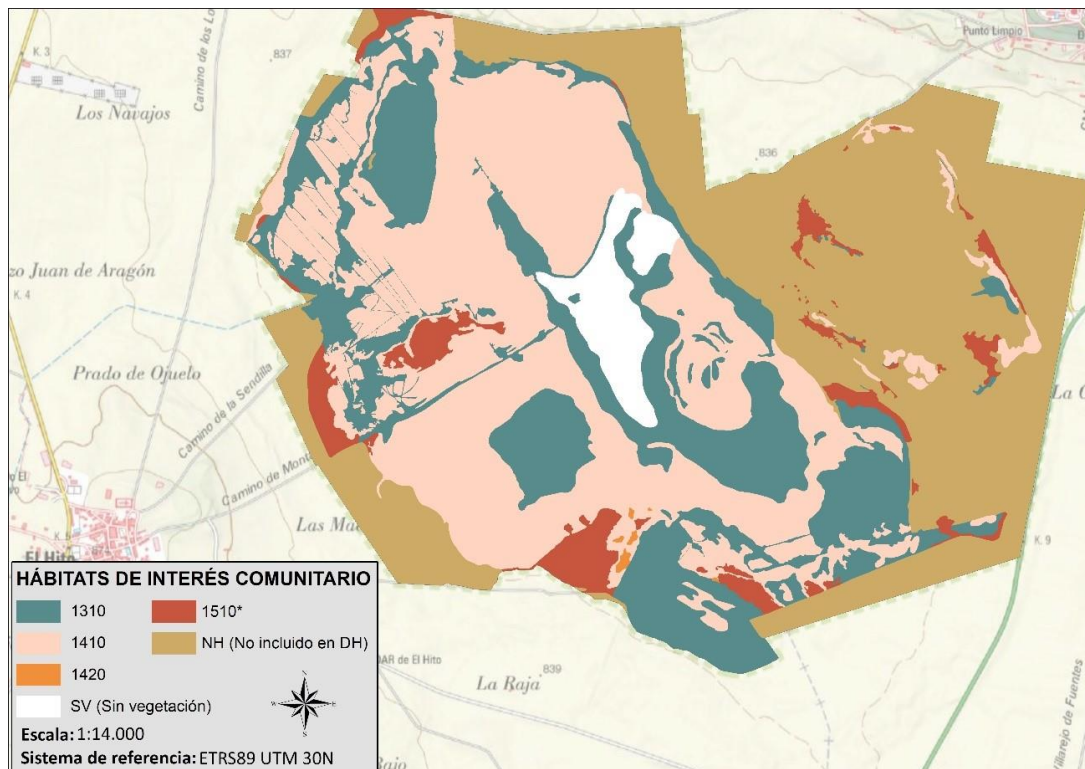 Punto Limpio
K. 3
837
Camino de los Lo
Los Navajos
836
zo Juan de Aragón
K. 4
Prado de Ojuelo
Camino de la Sendilla
La C
Camino de Mon
Las Ma
K. 9
El Hito
HÁBITATS DE INTERÉS COMUNITARIO
1310
1510*
1410
NH (No incluido en DH)
1420
SV (Sin vegetación)
Escala: 1:14.000
Sistema de referencia: ETRS89 UTM 30N
DAR de El Hito
839
La Raja
Villarejo de Fuentes